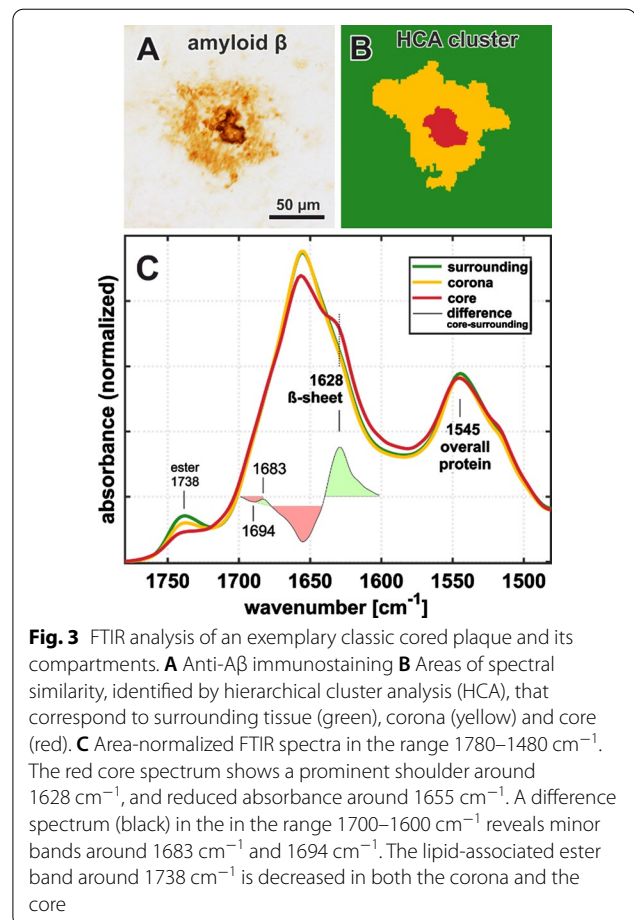 A
amyloid β
50 µm
B
HCA cluster
C
surrounding
corona
core
difference
core-surrounding
1628
ß-sheet
1545
overall
protein
ester
1738
1683
1694
absorbance (normalized)
1750
1700
1650
1600
1550
1500
wavenumber [cm⁻¹]
Fig. 3 FTIR analysis of an exemplary classic cored plaque and its
compartments. A Anti-Aβ immunostaining B Areas of spectral
similarity, identified by hierarchical cluster analysis (HCA), that
correspond to surrounding tissue (green), corona (yellow) and core
(red). C Area-normalized FTIR spectra in the range 1780–1480 cm⁻¹.
The red core spectrum shows a prominent shoulder around
1628 cm⁻¹, and reduced absorbance around 1655 cm⁻¹. A difference
spectrum (black) in the in the range 1700–1600 cm⁻¹ reveals minor
bands around 1683 cm⁻¹ and 1694 cm⁻¹. The lipid-associated ester
band around 1738 cm⁻¹ is decreased in both the corona and the
core